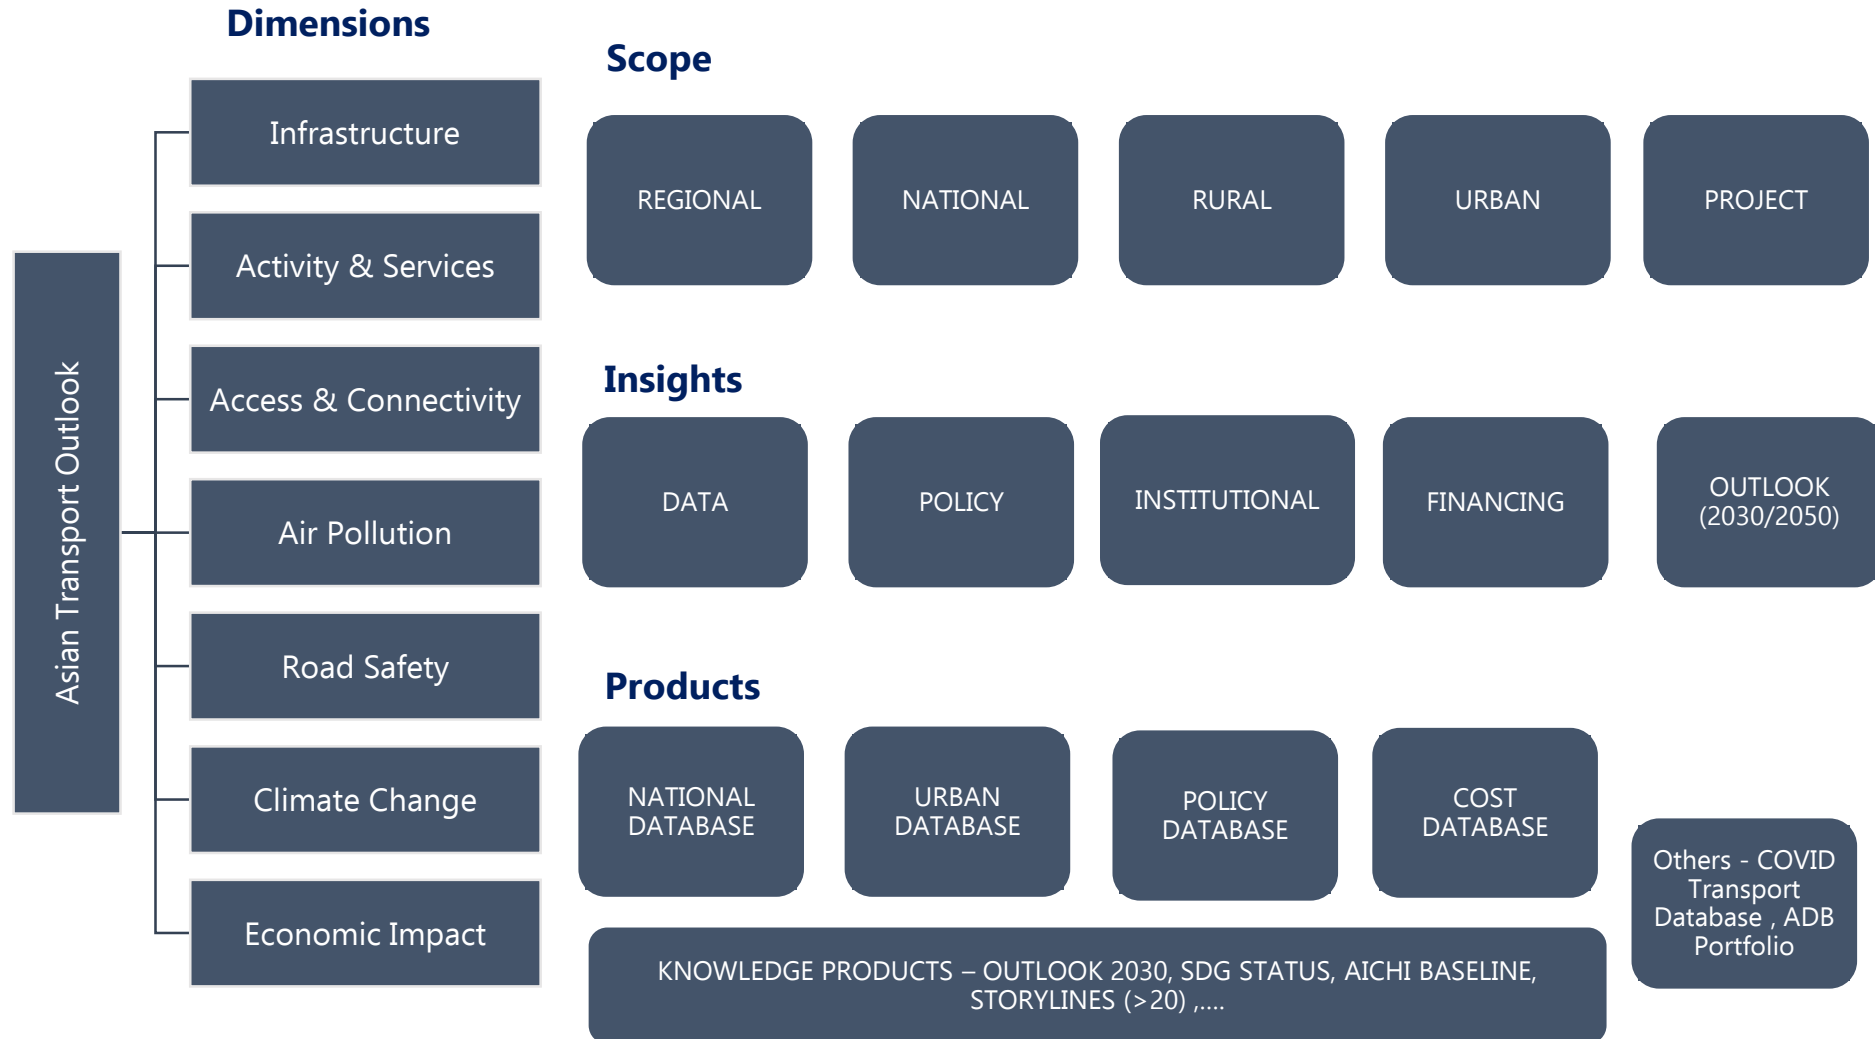 Dimensions
Asian Transport Outlook
Infrastructure
Activity & Services
Access & Connectivity
Air Pollution
Road Safety
Climate Change
Economic Impact
Scope
REGIONAL
NATIONAL
RURAL
URBAN
PROJECT
Insights
DATA
POLICY
INSTITUTIONAL
FINANCING
OUTLOOK
(2030/2050)
Products
NATIONAL
DATABASE
URBAN
DATABASE
POLICY
DATABASE
COST
DATABASE
Others - COVID
Transport
Database , ADB
Portfolio
KNOWLEDGE PRODUCTS – OUTLOOK 2030, SDG STATUS, AICHI BASELINE,
STORYLINES (>20) ,....